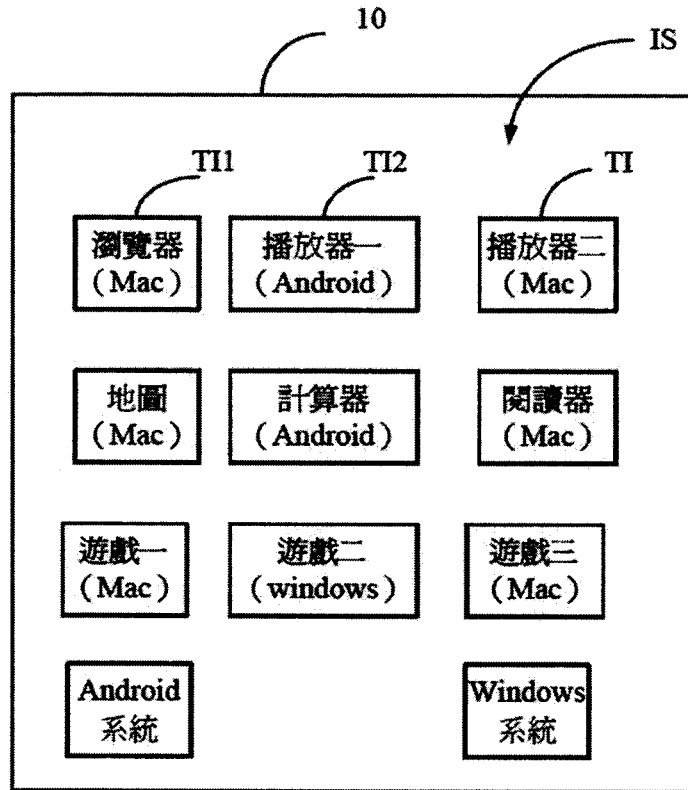 10
IS
TI1
TI2
TI
瀏覽器
(Mac)
播放器一
(Android)
播放器二
(Mac)
地圖
(Mac)
計算器
(Android)
閱讀器
(Mac)
遊戲一
(Mac)
遊戲二
(windows)
遊戲三
(Mac)
Android
系統
Windows
系統